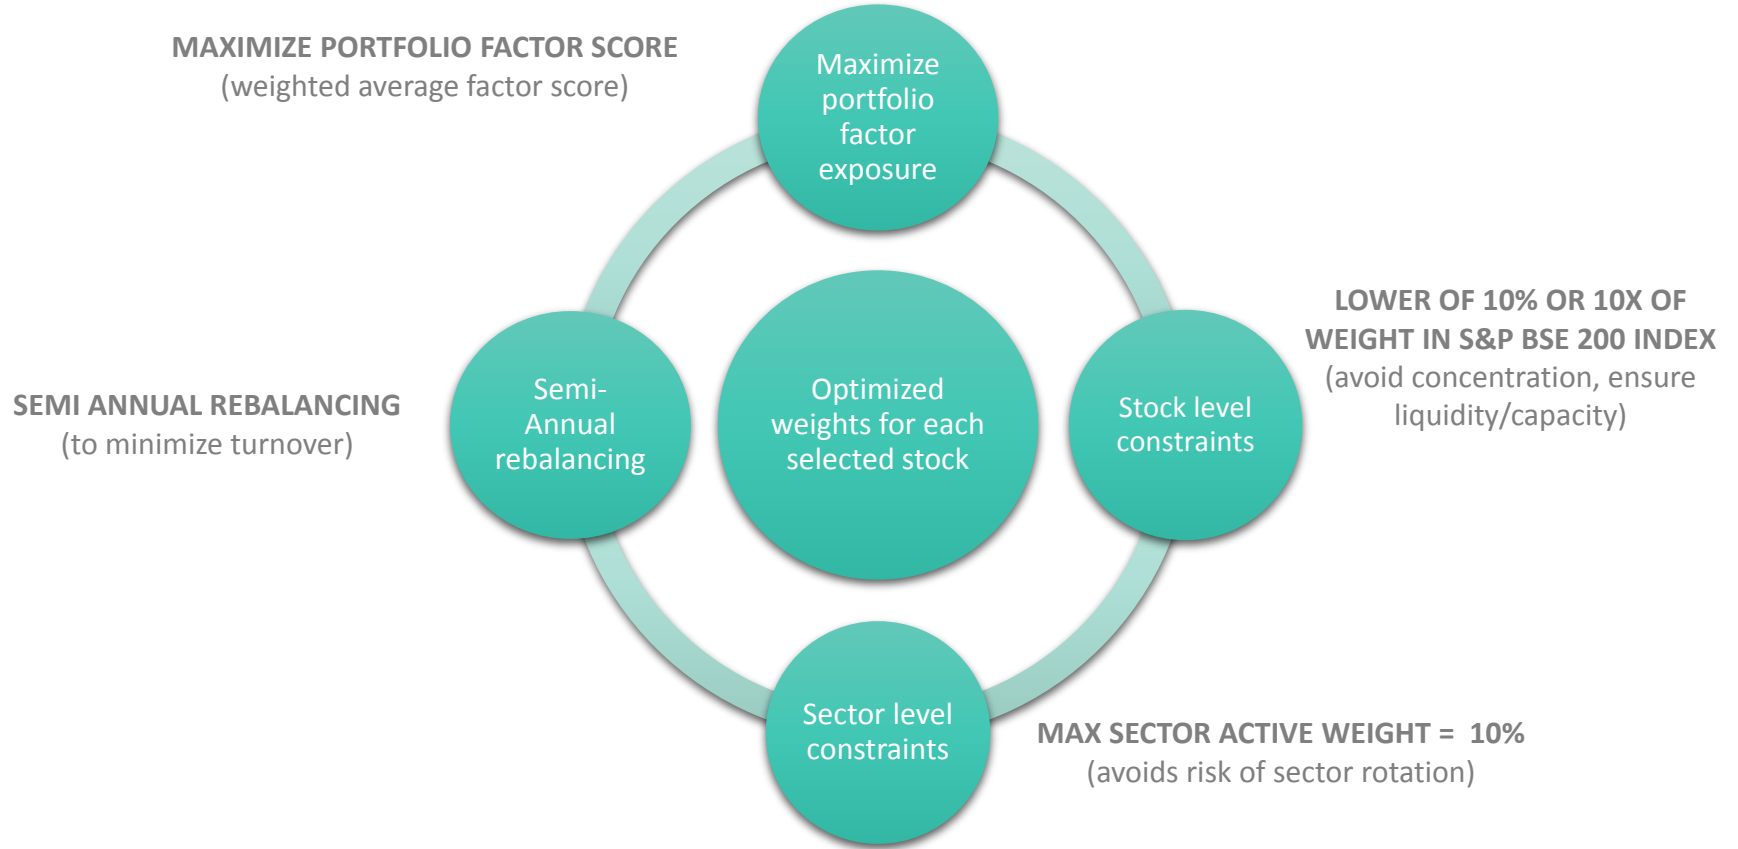 MAXIMIZE PORTFOLIO FACTOR SCORE
(weighted average factor score)
Maximize
portfolio
factor
exposure
LOWER OF 10% OR 10X OF
WEIGHT IN S&P BSE 200 INDEX
(avoid concentration, ensure
liquidity/capacity)
SEMI ANNUAL REBALANCING
(to minimize turnover)
Semi-
Annual
rebalancing
Optimized
weights for each
selected stock
Stock level
constraints
Sector level
constraints
MAX SECTOR ACTIVE WEIGHT = 10%
(avoids risk of sector rotation)